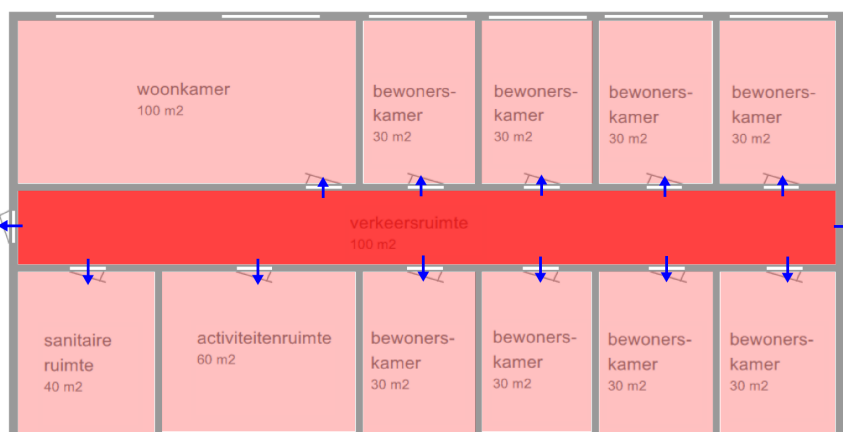 woonkamer
100 m2
bewoners-
kamer
30 m2
bewoners-
kamer
30 m2
bewoners-
kamer
30 m2
bewoners-
kamer
30 m2
verkeersruimte
100 m2
sanitaire
ruimte
40 m2
activiteitenruimte
60 m2
bewoners-
kamer
30 m2
bewoners-
kamer
30 m2
bewoners-
kamer
30 m2
bewoners-
kamer
30 m2